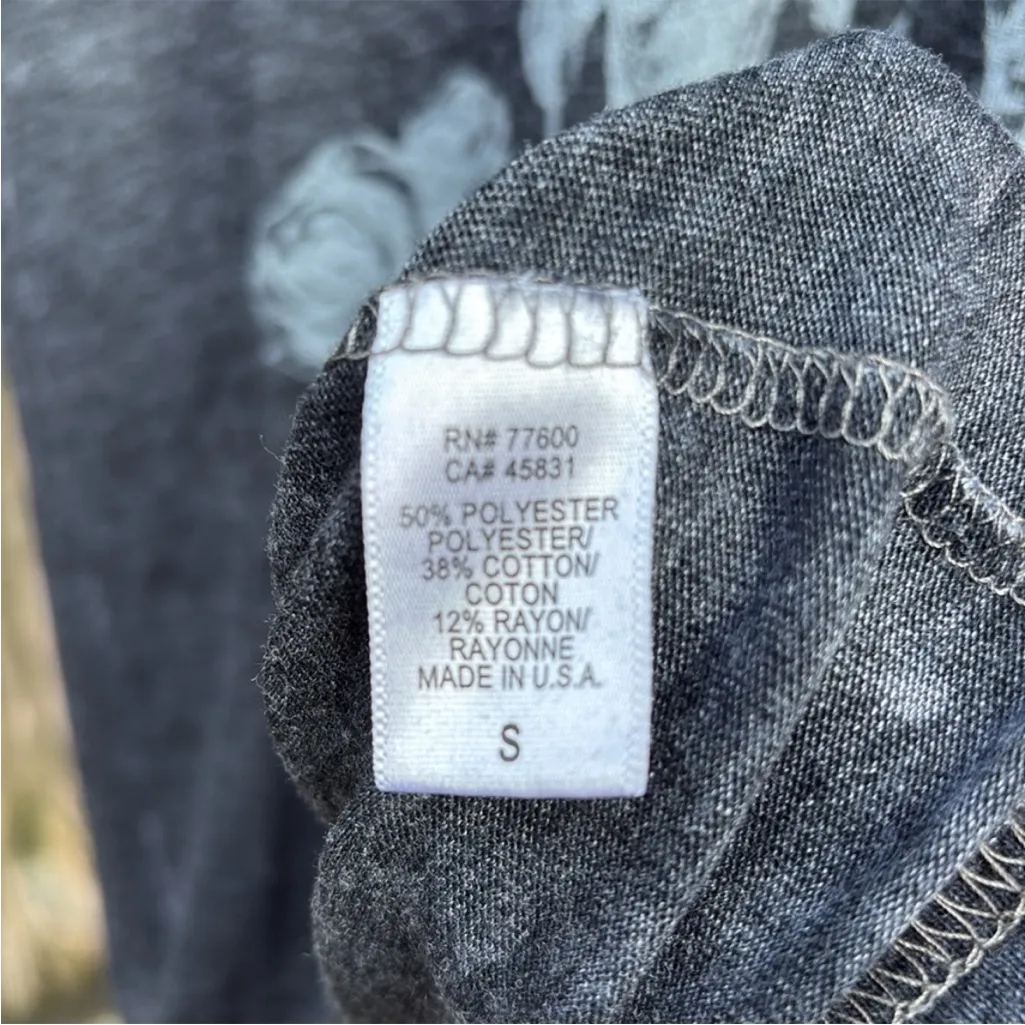 RN# 77600
CA# 45831
50% POLYESTER
POLYESTER/
38% COTTON/
COTON
12% RAYON/
RAYONNE
MADE IN U.S.A.
S